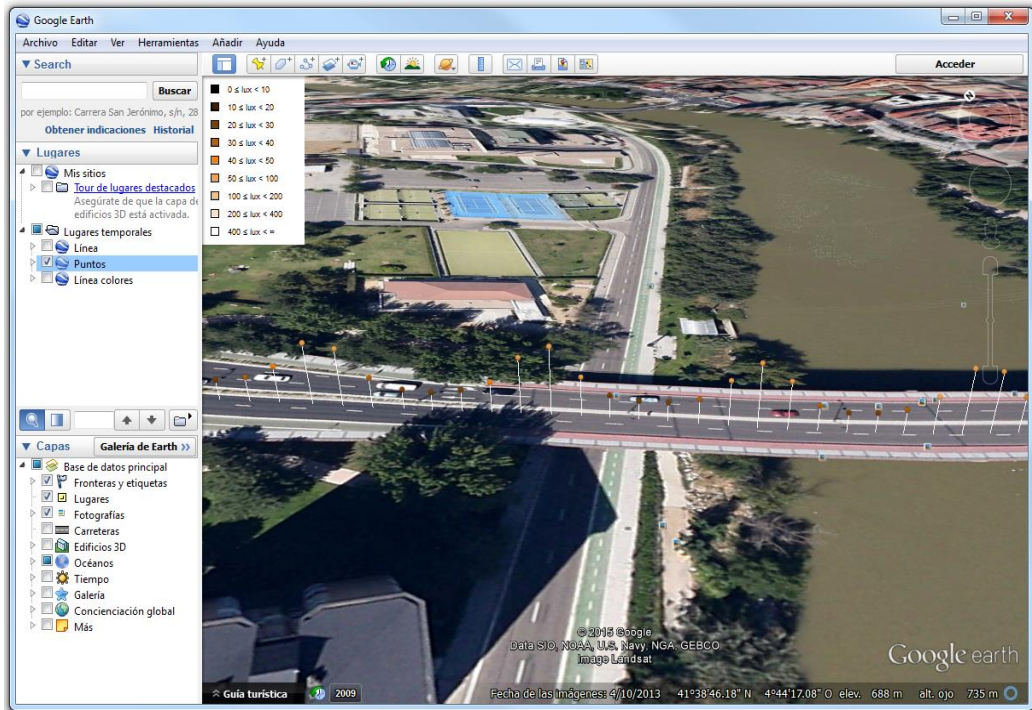 Google Earth
Archivo Editar Ver Herramientas Añadir Ayuda
▼ Search
Acceder
Buscar
por ejemplo: Carrera San Jerónimo, s/n, 28
Obtener indicaciones Historial
▼ Lugares
Mis sitios
Tour de lugares destacados
Asegúrate de que la capa de
edificios 3D está activada.
Lugares temporales
Línea
Puntos
Línea colores
▼ Capas
Galería de Earth >>
Base de datos principal
Fronteras y etiquetas
Lugares
Fotografías
Carreteras
Edificios 3D
Océanos
Tiempo
Galería
Concienciación global
Más
0 ≤ lux < 10
10 ≤ lux < 20
20 ≤ lux < 30
30 ≤ lux < 40
40 ≤ lux < 50
50 ≤ lux < 100
100 ≤ lux < 200
200 ≤ lux < 400
400 ≤ lux < =
N
© 2015 Google
Data SIO, NOAA, U.S. Navy, NGA, GEBCO
Image Landsat
Google earth
Guía turística
2009
Fecha de las imágenes: 4/10/2013 41°38'46.18" N 4°44'17.08" O elev. 688 m alt. ojo 735 m